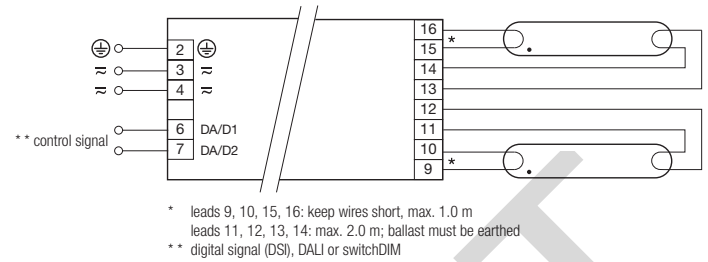 16
15 *
2 14
3 13
4 12
6 DA/D1 11
* * control signal 10
7 DA/D2 9 *
* leads 9, 10, 15, 16: keep wires short, max. 1.0 m
leads 11, 12, 13, 14: max. 2.0 m; ballast must be earthed
* * digital signal (DSI), DALI or switchDIM